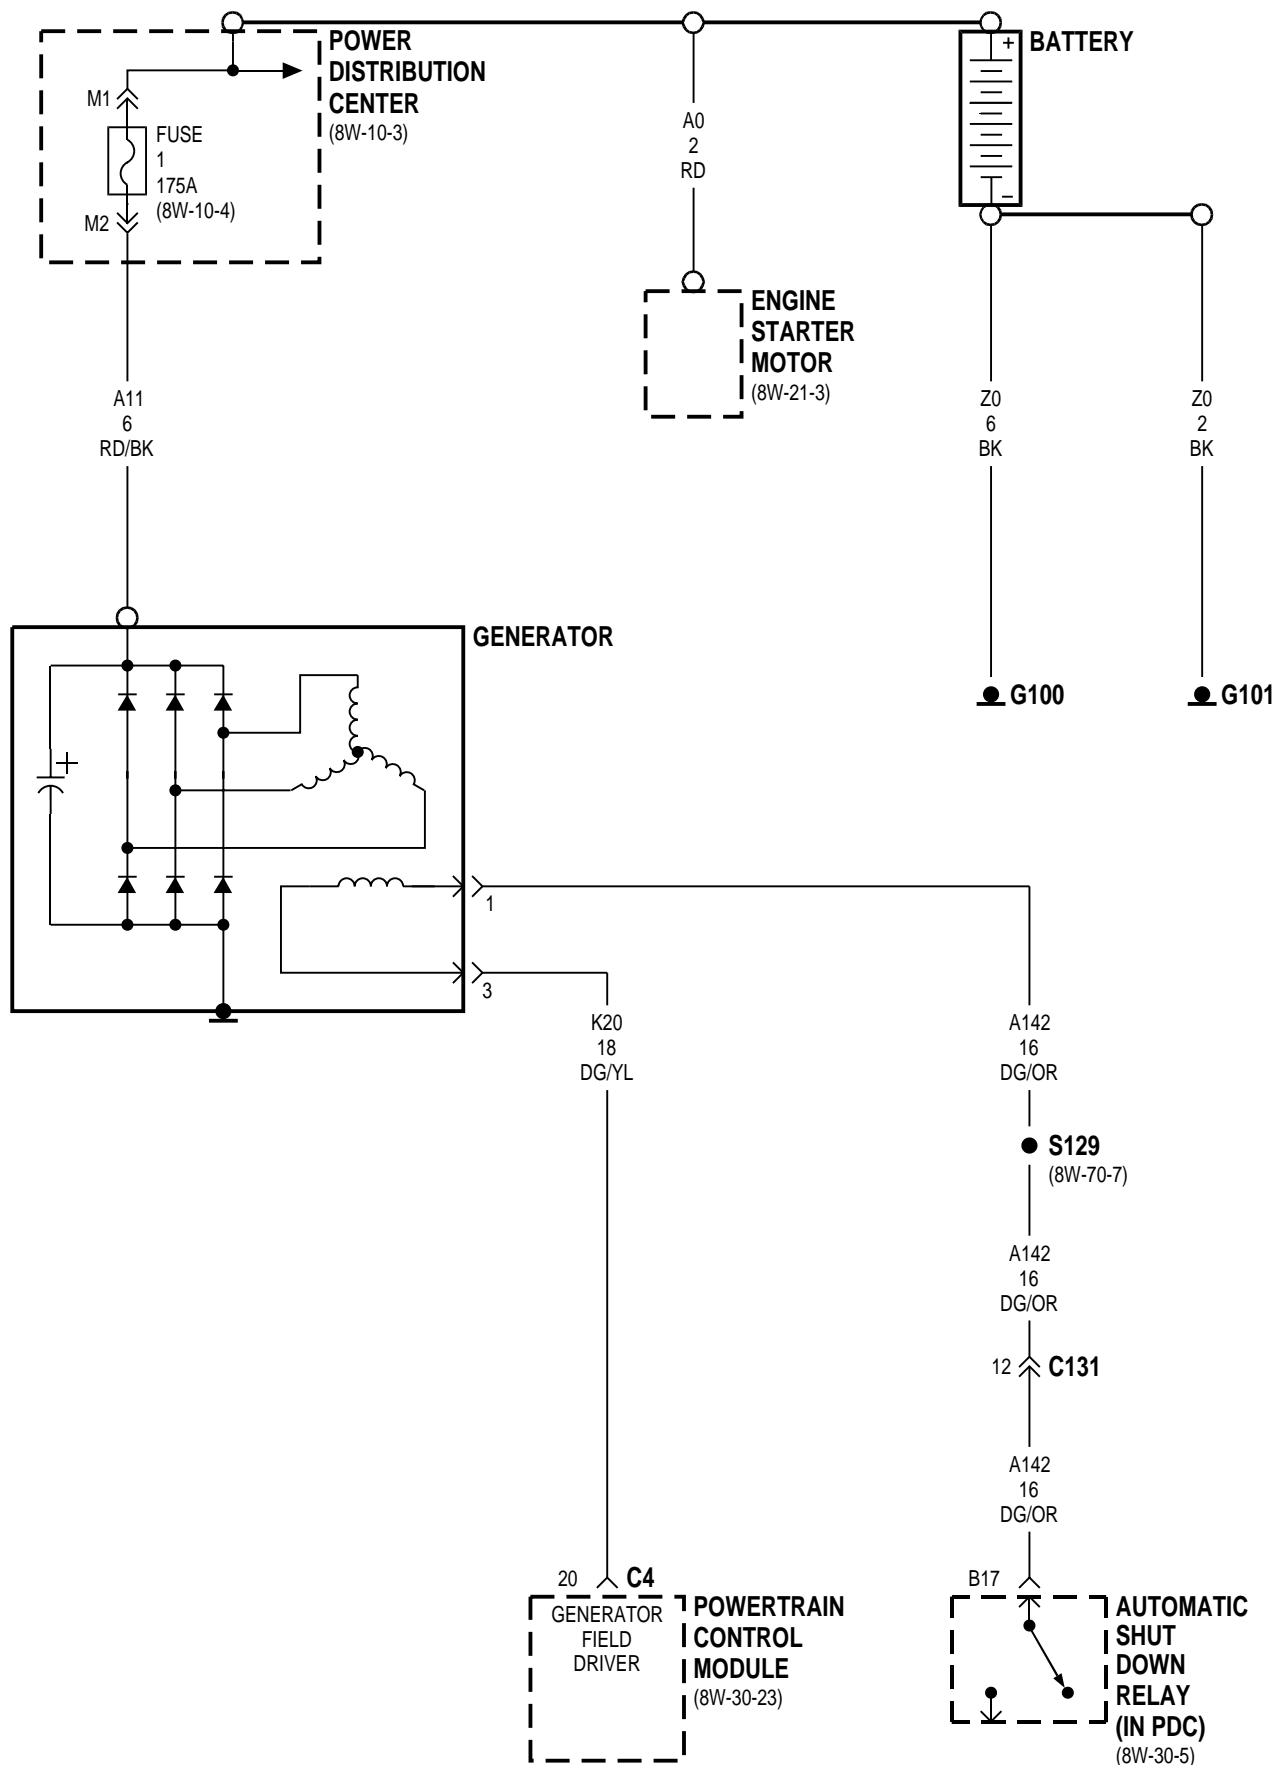 POWER
DISTRIBUTION
CENTER
(8W-10-3)
M1
FUSE
1
175A
(8W-10-4)
M2
A0
2
RD
+
BATTERY
–
ENGINE
STARTER
MOTOR
(8W-21-3)
A11
6
RD/BK
Z0
6
BK
Z0
2
BK
G100
G101
GENERATOR
+
1
3
K20
18
DG/YL
A142
16
DG/OR
S129
(8W-70-7)
A142
16
DG/OR
12
C131
A142
16
DG/OR
20
C4
GENERATOR
FIELD
DRIVER
POWERTRAIN
CONTROL
MODULE
(8W-30-23)
B17
AUTOMATIC
SHUT
DOWN
RELAY
(IN PDC)
(8W-30-5)